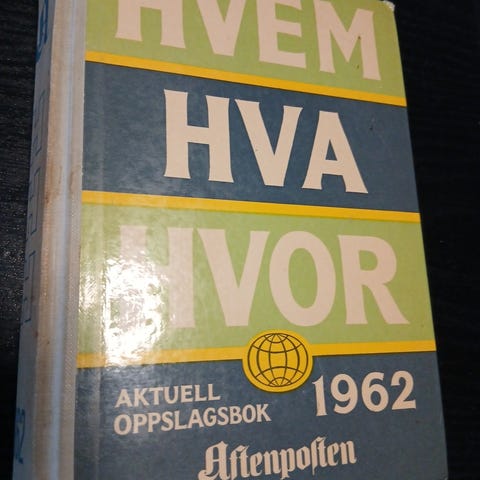 HVEM
HVA
HVOR
AKTUELL
OPPSLAGSBOK
1962
Aftenposten